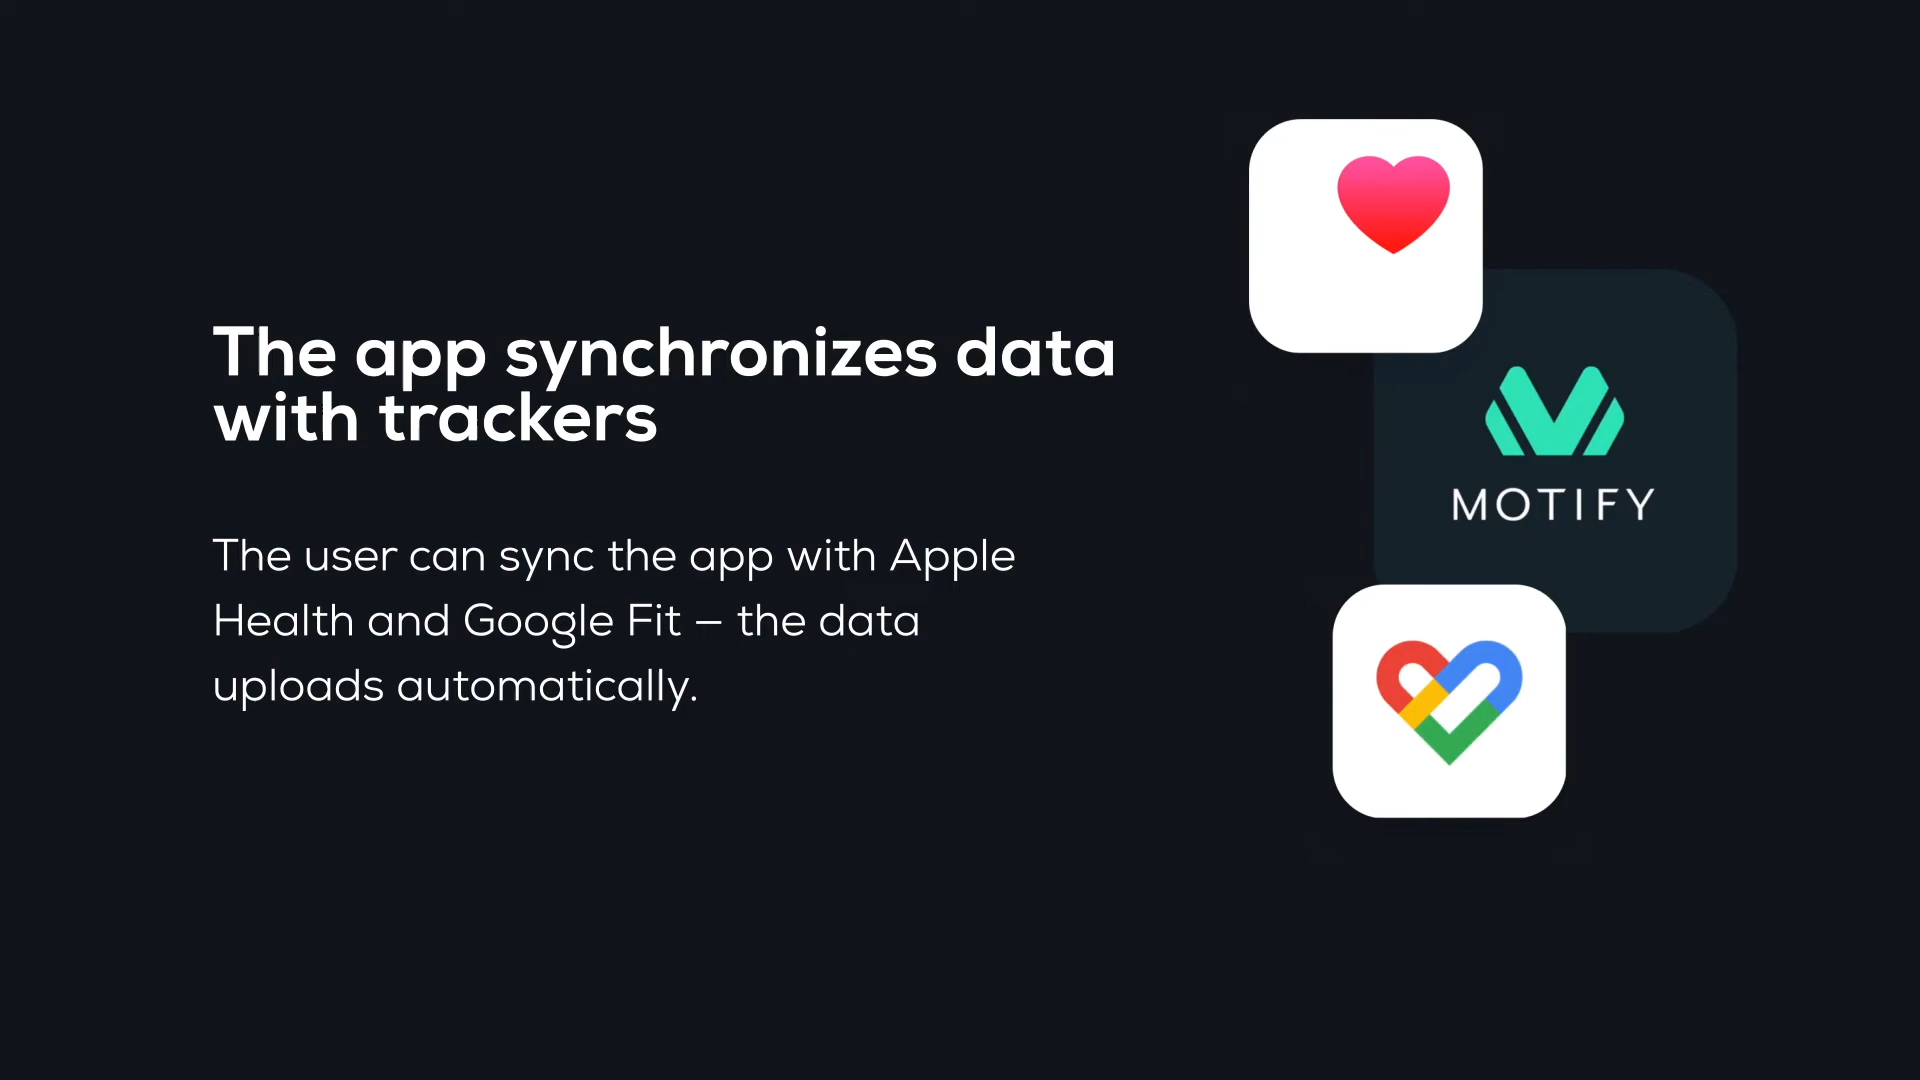 The app synchronizes data
with trackers
The user can sync the app with Apple
Health and Google Fit – the data
uploads automatically.
MOTIFY